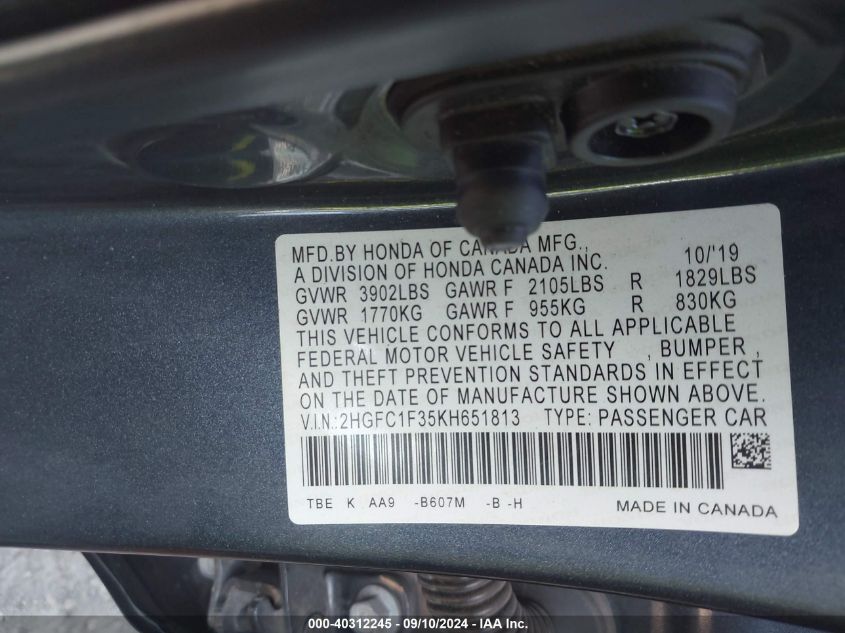 MFD.BY HONDA OF CANADA MFG.,
A DIVISION OF HONDA CANADA INC. 10/'19
GVWR 3902LBS GAWR F 2105LBS R 1829LBS
GVWR 1770KG GAWR F 955KG R 830KG
THIS VEHICLE CONFORMS TO ALL APPLICABLE
FEDERAL MOTOR VEHICLE SAFETY , BUMPER ,
AND THEFT PREVENTION STANDARDS IN EFFECT
ON THE DATE OF MANUFACTURE SHOWN ABOVE.
V.I.N.:2HGFC1F35KH651813 TYPE: PASSENGER CAR
TBE K AA9 -B607M -B -H MADE IN CANADA
000-40312245 - 09/10/2024 - IAA Inc.